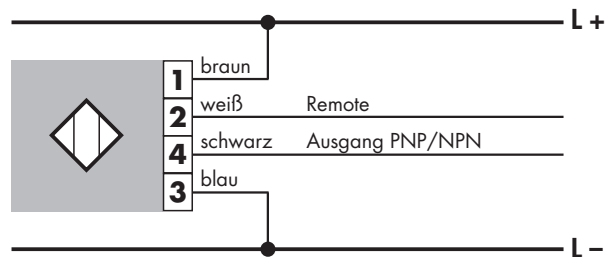 L +
1 braun
2 weiß Remote
4 schwarz Ausgang PNP/NPN
3 blau
L –